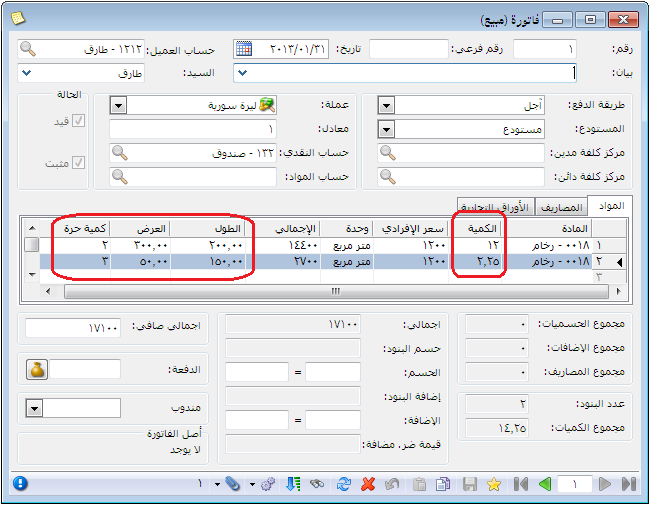 فاتورة (مبيع)
رقم: ١ رقم فرعي: تاريخ: ٢٠١٣/٠١/٣١ حساب العميل: ١٢١٢ - طارق
بيان: السيد: طارق
طريقة الدفع: آجل
المستودع: مستودع
مركز كلفة مدين:
مركز كلفة دائن:
عملة: ليرة سورية
معادل: ١
حساب النقدي: ١٣٢ - صندوق
حساب المواد:
الحالة
قيد
مثبت
المواد المصاريف الأوراق التجارية
المادة الكمية سعر الإفرادي وحدة الإجمالي الطول العرض كمية حرة
١ ٠٠١٨ - رخام ١٢ ١٢٠٠ متر مربع ١٤٤٠٠ ٢٠٠,٠٠ ٣٠٠,٠٠ ٢
٢ ٠٠١٨ - رخام ٢,٢٥ ١٢٠٠ متر مربع ٢٧٠٠ ١٥٠,٠٠ ٥٠,٠٠ ٣
٣
مجموع الحسميات: ٠
مجموع الإضافات: ٠
مجموع المصاريف: ٠
عدد البنود: ٢
مجموع الكميات: ١٤,٢٥
اجمالي: ١٧١٠٠
حسم البنود:
الحسم: =
إضافة البنود:
الإضافة: =
قيمة ضر. مضافة:
اجمالي صافي: ١٧١٠٠
الدفعة:
مندوب
أصل الفاتورة
لا يوجد
١ ١